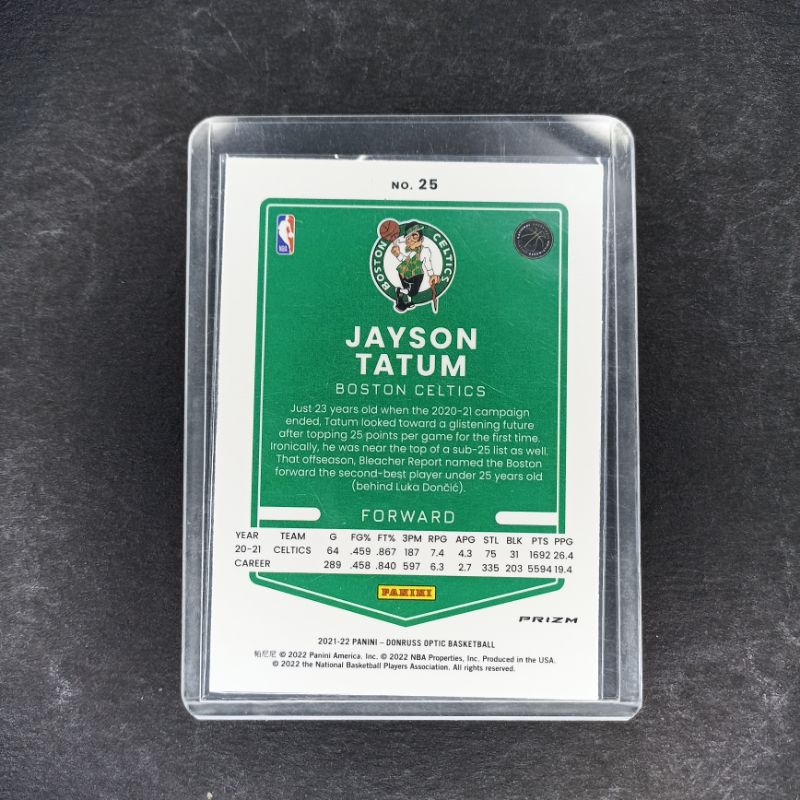 NO. 25
NBA
BOSTON CELTICS
JAYSON
TATUM
BOSTON CELTICS
Just 23 years old when the 2020-21 campaign
ended, Tatum looked toward a glistening future
after topping 25 points per game for the first time.
Ironically, he was near the top of a sub-25 list as well.
That offseason, Bleacher Report named the Boston
forward the second-best player under 25 years old
(behind Luka Dončić).
FORWARD
YEAR TEAM G FG% FT% 3PM RPG APG STL BLK PTS PPG
20-21 CELTICS 64 .459 .867 187 7.4 4.3 75 31 1692 26.4
CAREER 289 .458 .840 597 6.3 2.7 335 203 5594 19.4
PANINI
PRIZM
2021-22 PANINI – DONRUSS OPTIC BASKETBALL
帕尼尼 © 2022 Panini America, Inc. © 2022 NBA Properties, Inc. Produced in the USA.
© 2022 the National Basketball Players Association. All rights reserved.